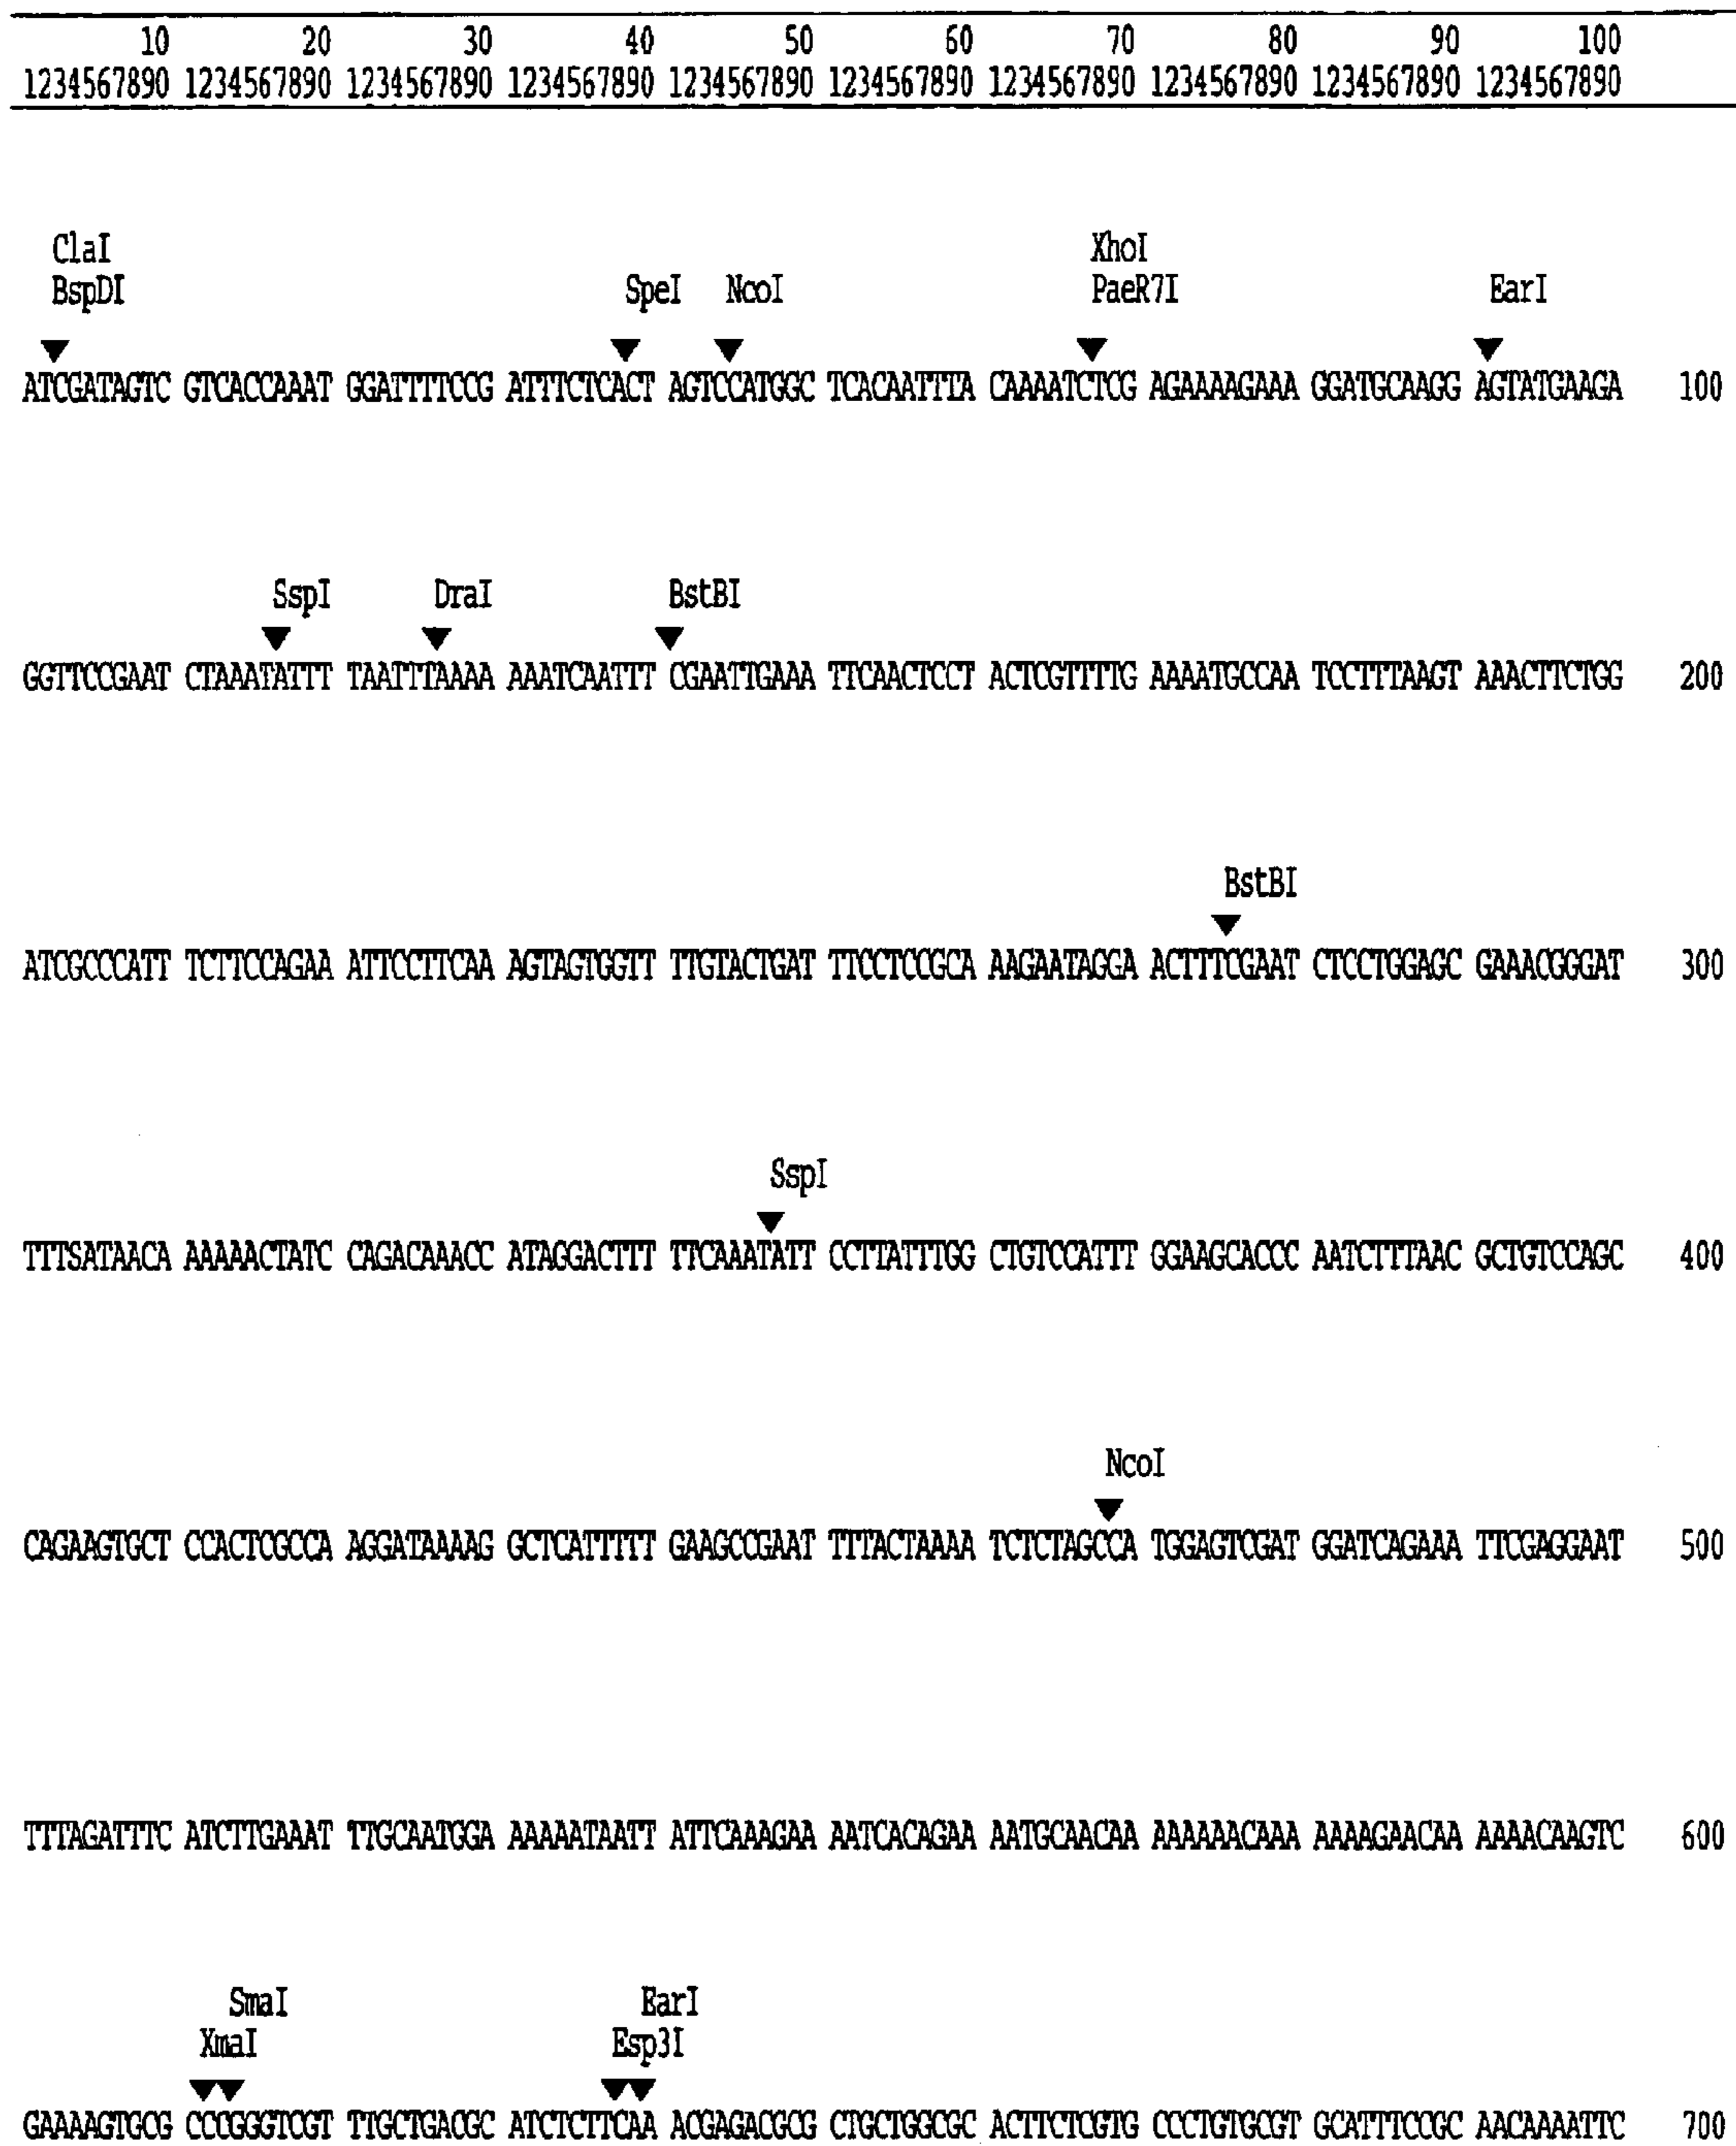 10 20 30 40 50 60 70 80 90 100
1234567890 1234567890 1234567890 1234567890 1234567890 1234567890 1234567890 1234567890 1234567890 1234567890
ClaI XhoI
BspDI SpeI NcoI PaeR7I EarI
ATCGATAGTC GTCACCAAAT GGATTTTCCG ATTTCTCACT AGTCCATGGC TCACAATTTA CAAAATCTCG AGAAAAGAAA GGATGCAAGG AGTATGAAGA 100
SspI DraI BstBI
GGTTCCGAAT CTAAATATTT TAATTTAAAA AAATCAATTT CGAATTGAAA TTCAACTCCT ACTCGTTTTG AAAATGCCAA TCCTTTAAGT AAACTTCTGG 200
BstBI
ATCGCCCATT TCTTCCAGAA ATTCCTTCAA AGTAGTGGTT TTGTACTGAT TTCCTCCGCA AAGAATAGGA ACTTTCGAAT CTCCTGGAGC GAAACGGGAT 300
SspI
TTTSATAACA AAAAACTATC CAGACAAACC ATAGGACTTT TTCAAATATT CCTTATTTGG CTGTCCATTT GGAAGCACCC AATCTTTAAC GCTGTCCAGC 400
NcoI
CAGAAGTGCT CCACTCGCCA AGGATAAAAG GCTCATTTTT GAAGCCGAAT TTTACTAAAA TCTCTAGCCA TGGAGTCGAT GGATCAGAAA TTCGAGGAAT 500
TTTAGATTTC ATCTTGAAAT TTGCAATGGA AAAAATAATT ATTCAAAGAA AATCACAGAA AATGCAACAA AAAAAACAAA AAAAGAACAA AAAACAAGTC 600
SmaI EarI
XmaI Esp3I
GAAAAGTGCG CCCGGGTCGT TTGCTGACGC ATCTCTTCAA ACGAGACGCG CTGCTGGCGC ACTTCTCGTG CCCTGTGCGT GCATTTCCGC AACAAAATTC 700